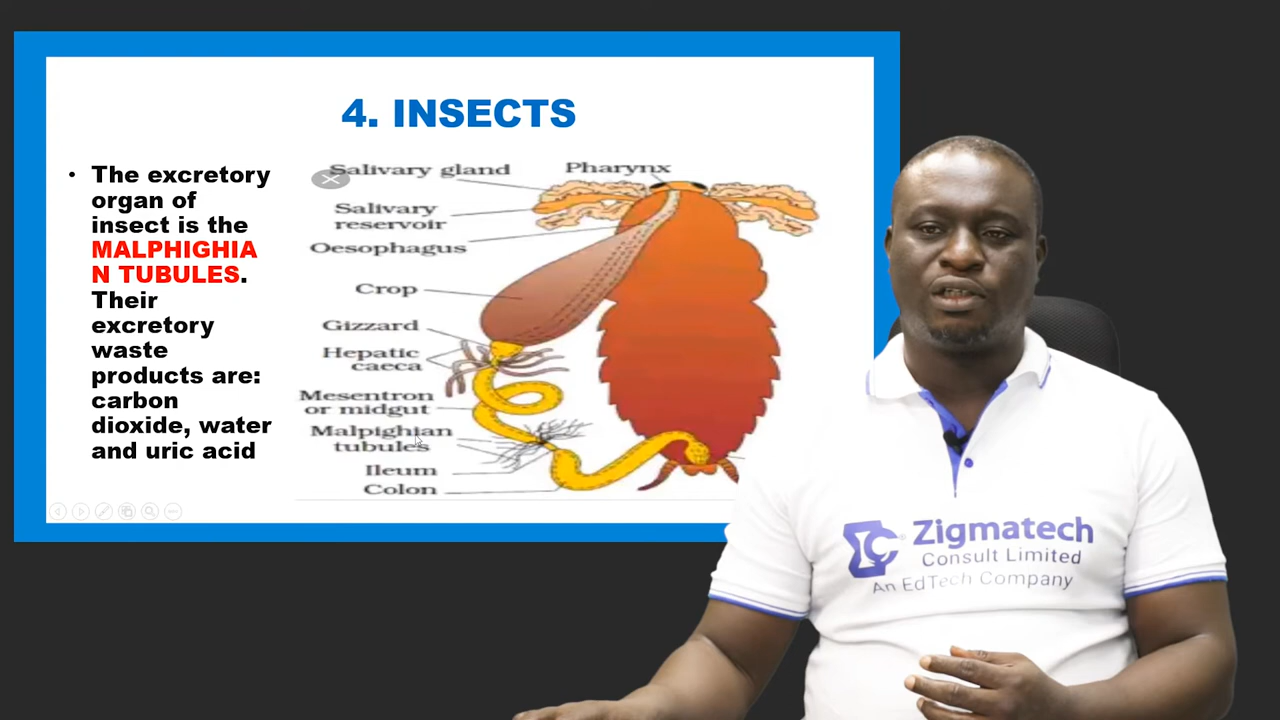 4. INSECTS
• The excretory
organ of
insect is the
MALPHIGHIA
N TUBULES.
Their
excretory
waste
products are:
carbon
dioxide, water
and uric acid
Salivary gland
Pharynx
Salivary
reservoir
Oesophagus
Crop
Gizzard
Hepatic
caeca
Mesentron
or midgut
Malpighian
tubules
Ileum
Colon
Zigmatech
Consult Limited
An EdTech Company